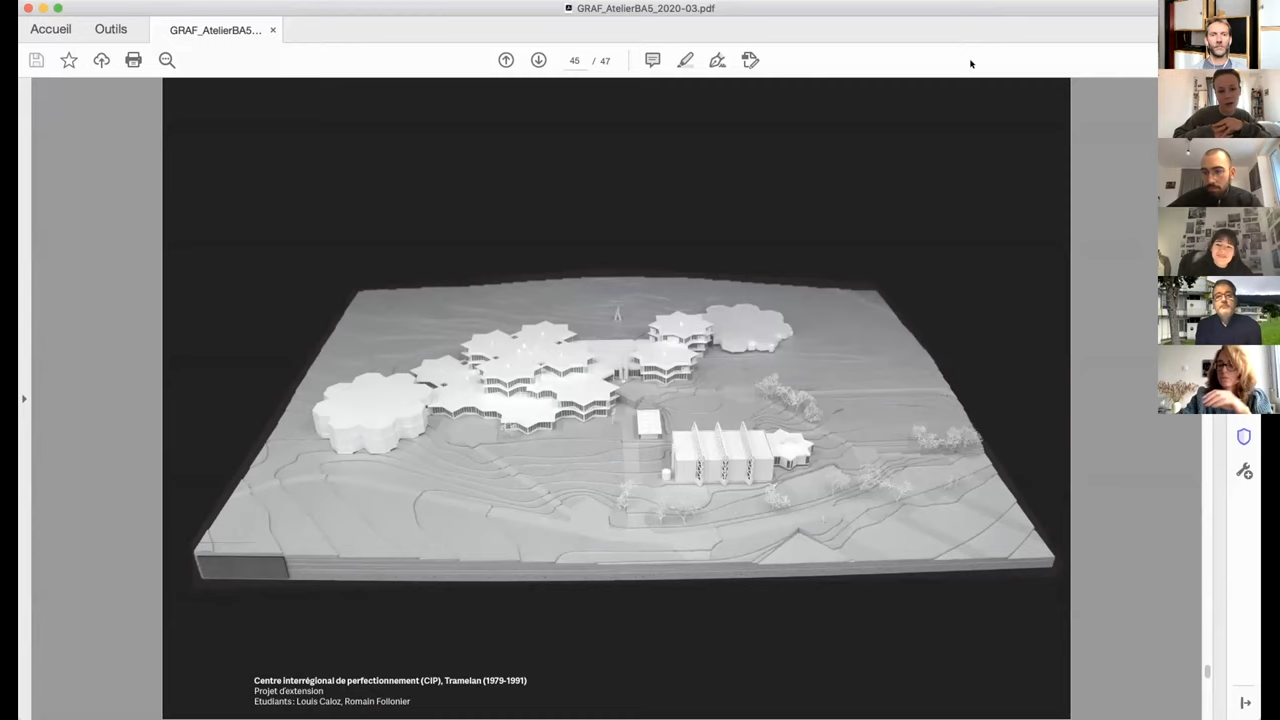 GRAF_AtelierBA5_2020-03.pdf
Accueil
Outils
GRAF_AtelierBA5...
45 / 47
Centre interrégional de perfectionnement (CIP), Tramelan (1979-1991)
Projet d'extension
Etudiants : Louis Caloz, Romain Follonier